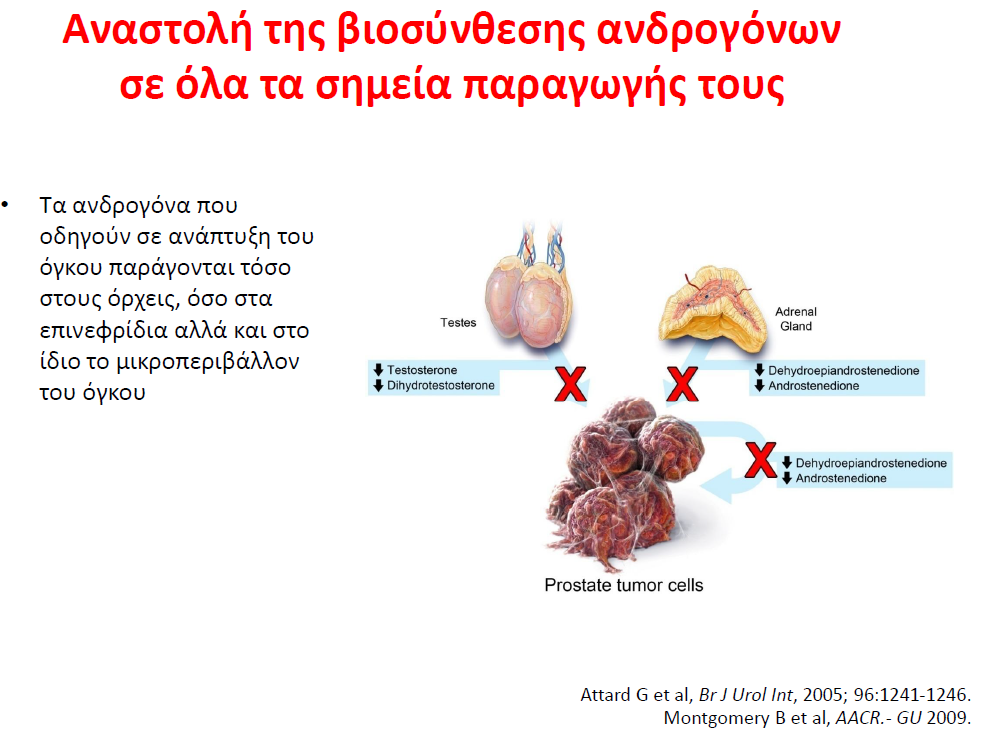 Αναστολή της βιοσύνθεσης ανδρογόνων
σε όλα τα σημεία παραγωγής τους
• Τα ανδρογόνα που
οδηγούν σε ανάπτυξη του
όγκου παράγονται τόσο
στους όρχεις, όσο στα
επινεφρίδια αλλά και στο
ίδιο το μικροπεριβάλλον
του όγκου
Testes
Adrenal
Gland
⬇ Testosterone
⬇ Dihydrotestosterone
X
X
⬇ Dehydroepiandrostenedione
⬇ Androstenedione
X
⬇ Dehydroepiandrostenedione
⬇ Androstenedione
Prostate tumor cells
Attard G et al, Br J Urol Int, 2005; 96:1241-1246.
Montgomery B et al, AACR.- GU 2009.